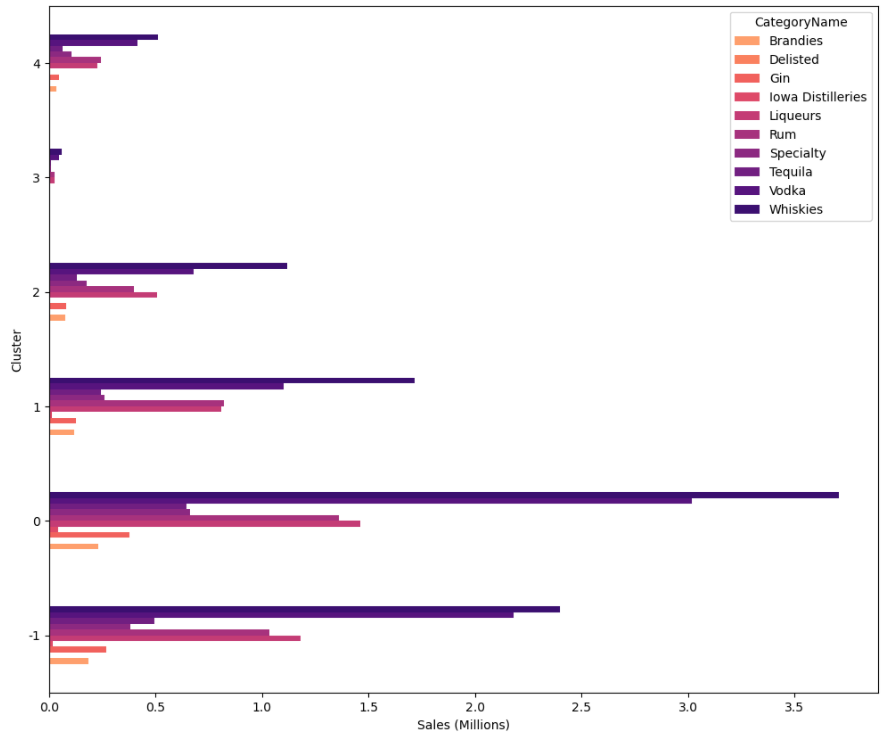 CategoryName
Brandies
Delisted
Gin
Iowa Distilleries
Liqueurs
Rum
Specialty
Tequila
Vodka
Whiskies
Cluster
4
3
2
1
0
-1
0.0 0.5 1.0 1.5 2.0 2.5 3.0 3.5
Sales (Millions)